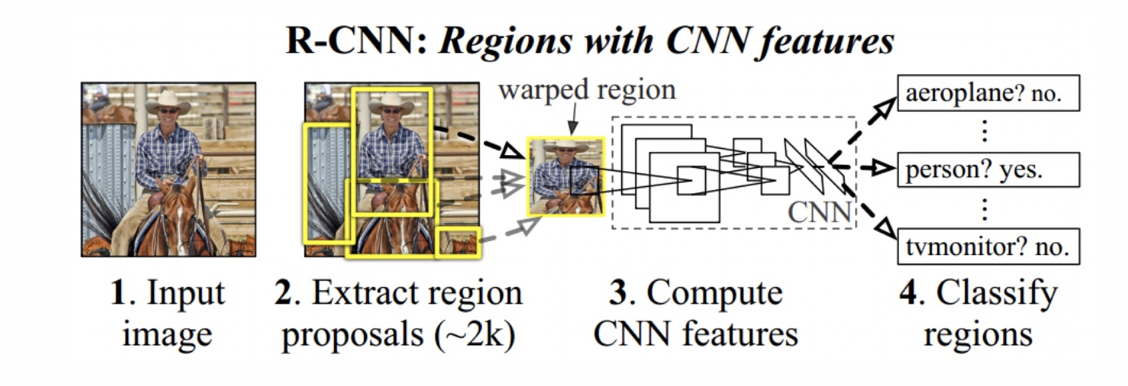 R-CNN: Regions with CNN features
warped region
aeroplane? no.
person? yes.
CNN
tvmonitor? no.
1. Input
image
2. Extract region
proposals (~2k)
3. Compute
CNN features
4. Classify
regions